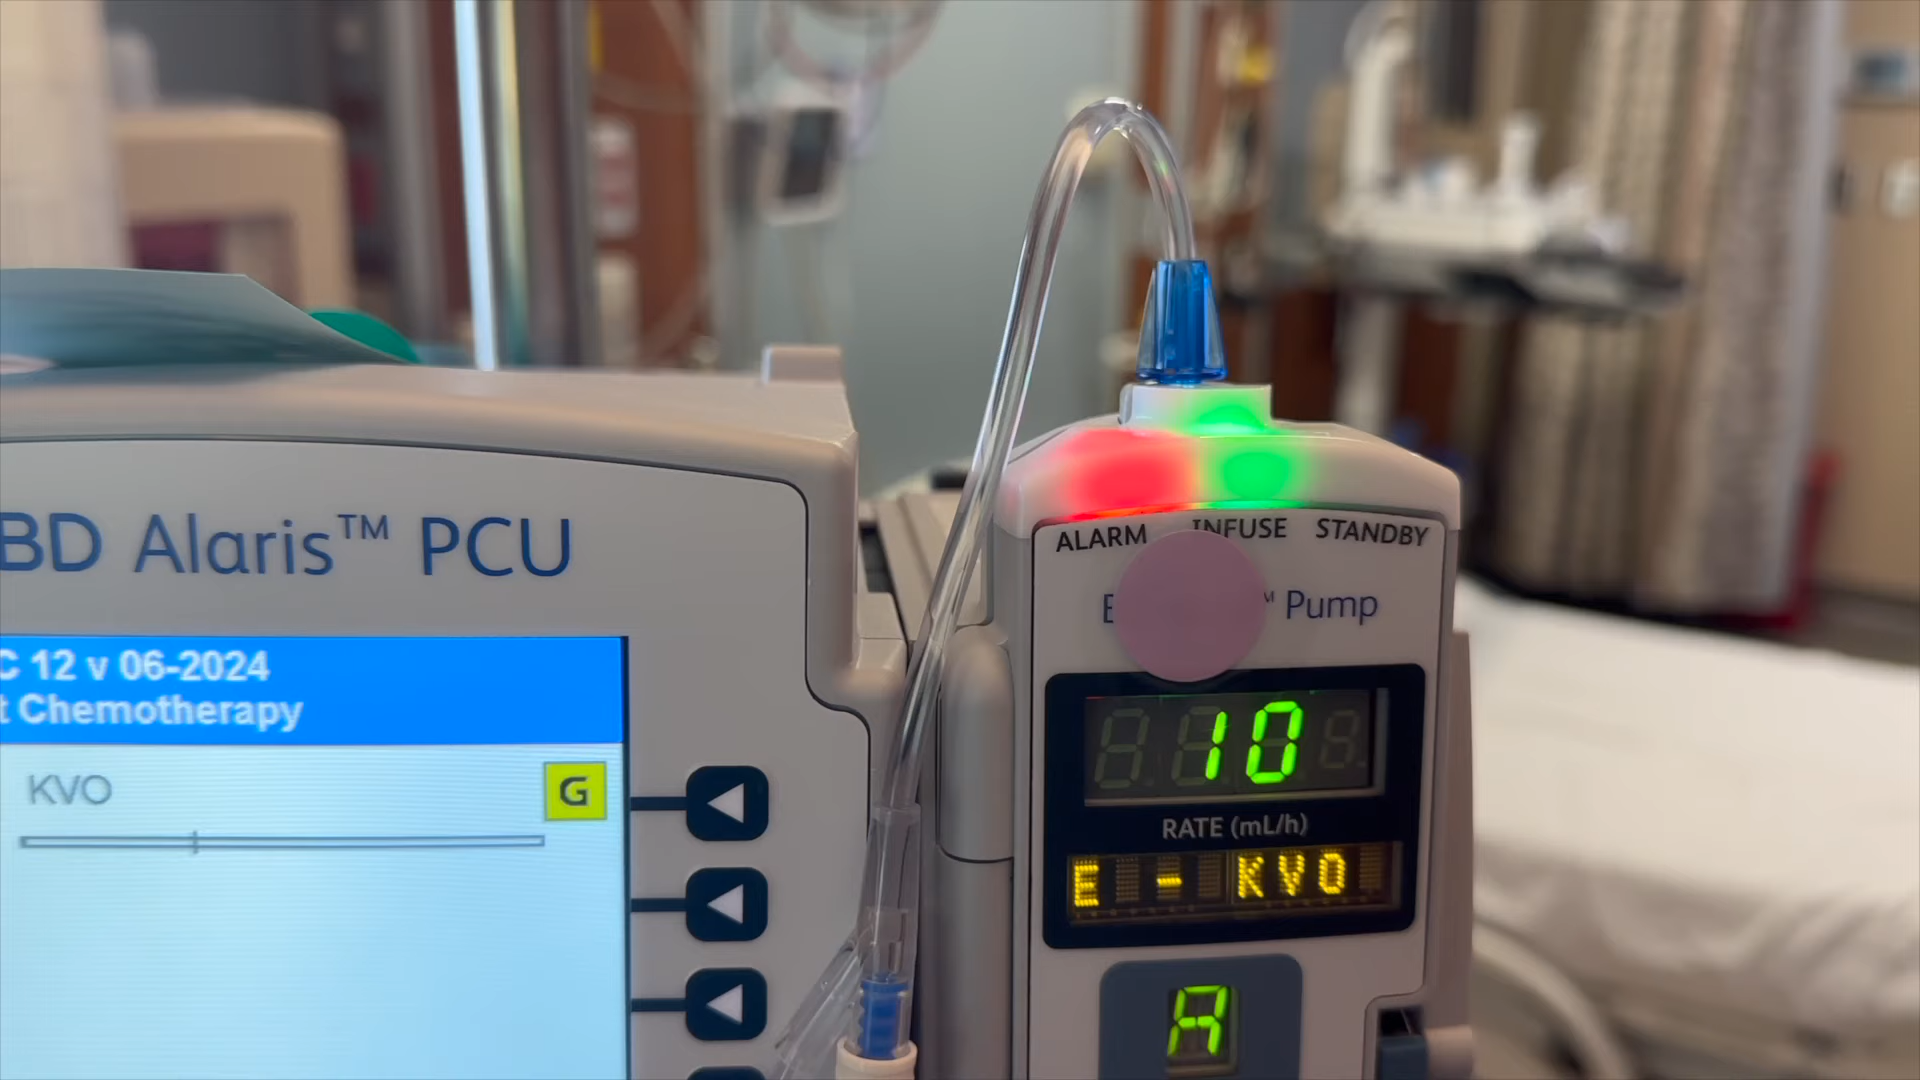 BD Alaris™ PCU
C 12 v 06-2024
t Chemotherapy
KVO
G
ALARM INFUSE STANDBY
Pump
10
RATE (mL/h)
E - KVO
A